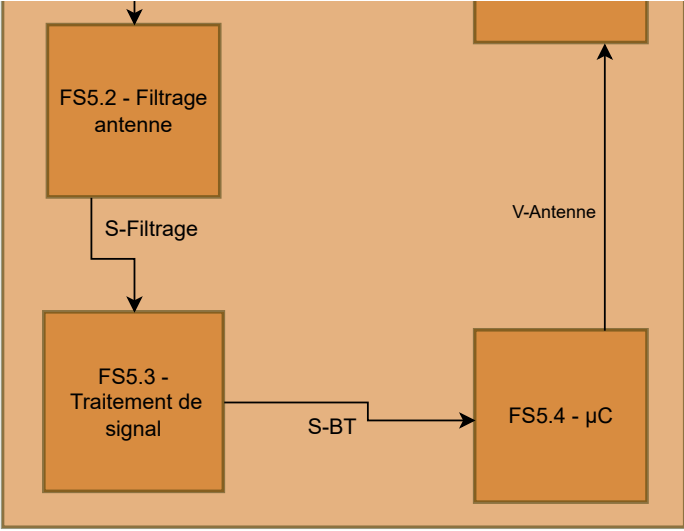 FS5.2 - Filtrage
antenne
S-Filtrage
V-Antenne
FS5.3 -
Traitement de
signal
S-BT
FS5.4 - µC